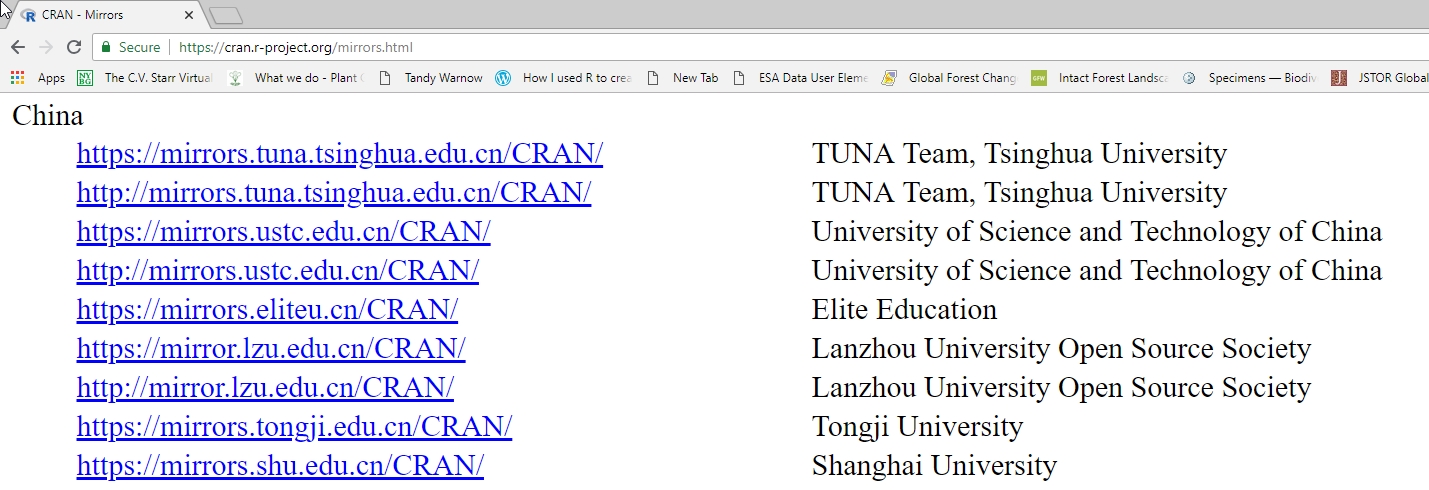 CRAN - Mirrors
Secure https://cran.r-project.org/mirrors.html
Apps The C.V. Starr Virtual What we do - Plant Tandy Warnow How I used R to crea New Tab ESA Data User Eleme Global Forest Chang GFW Intact Forest Landsca Specimens — Biodiv JSTOR Global
China
https://mirrors.tuna.tsinghua.edu.cn/CRAN/ TUNA Team, Tsinghua University
http://mirrors.tuna.tsinghua.edu.cn/CRAN/ TUNA Team, Tsinghua University
https://mirrors.ustc.edu.cn/CRAN/ University of Science and Technology of China
http://mirrors.ustc.edu.cn/CRAN/ University of Science and Technology of China
https://mirrors.eliteu.cn/CRAN/ Elite Education
https://mirror.lzu.edu.cn/CRAN/ Lanzhou University Open Source Society
http://mirror.lzu.edu.cn/CRAN/ Lanzhou University Open Source Society
https://mirrors.tongji.edu.cn/CRAN/ Tongji University
https://mirrors.shu.edu.cn/CRAN/ Shanghai University